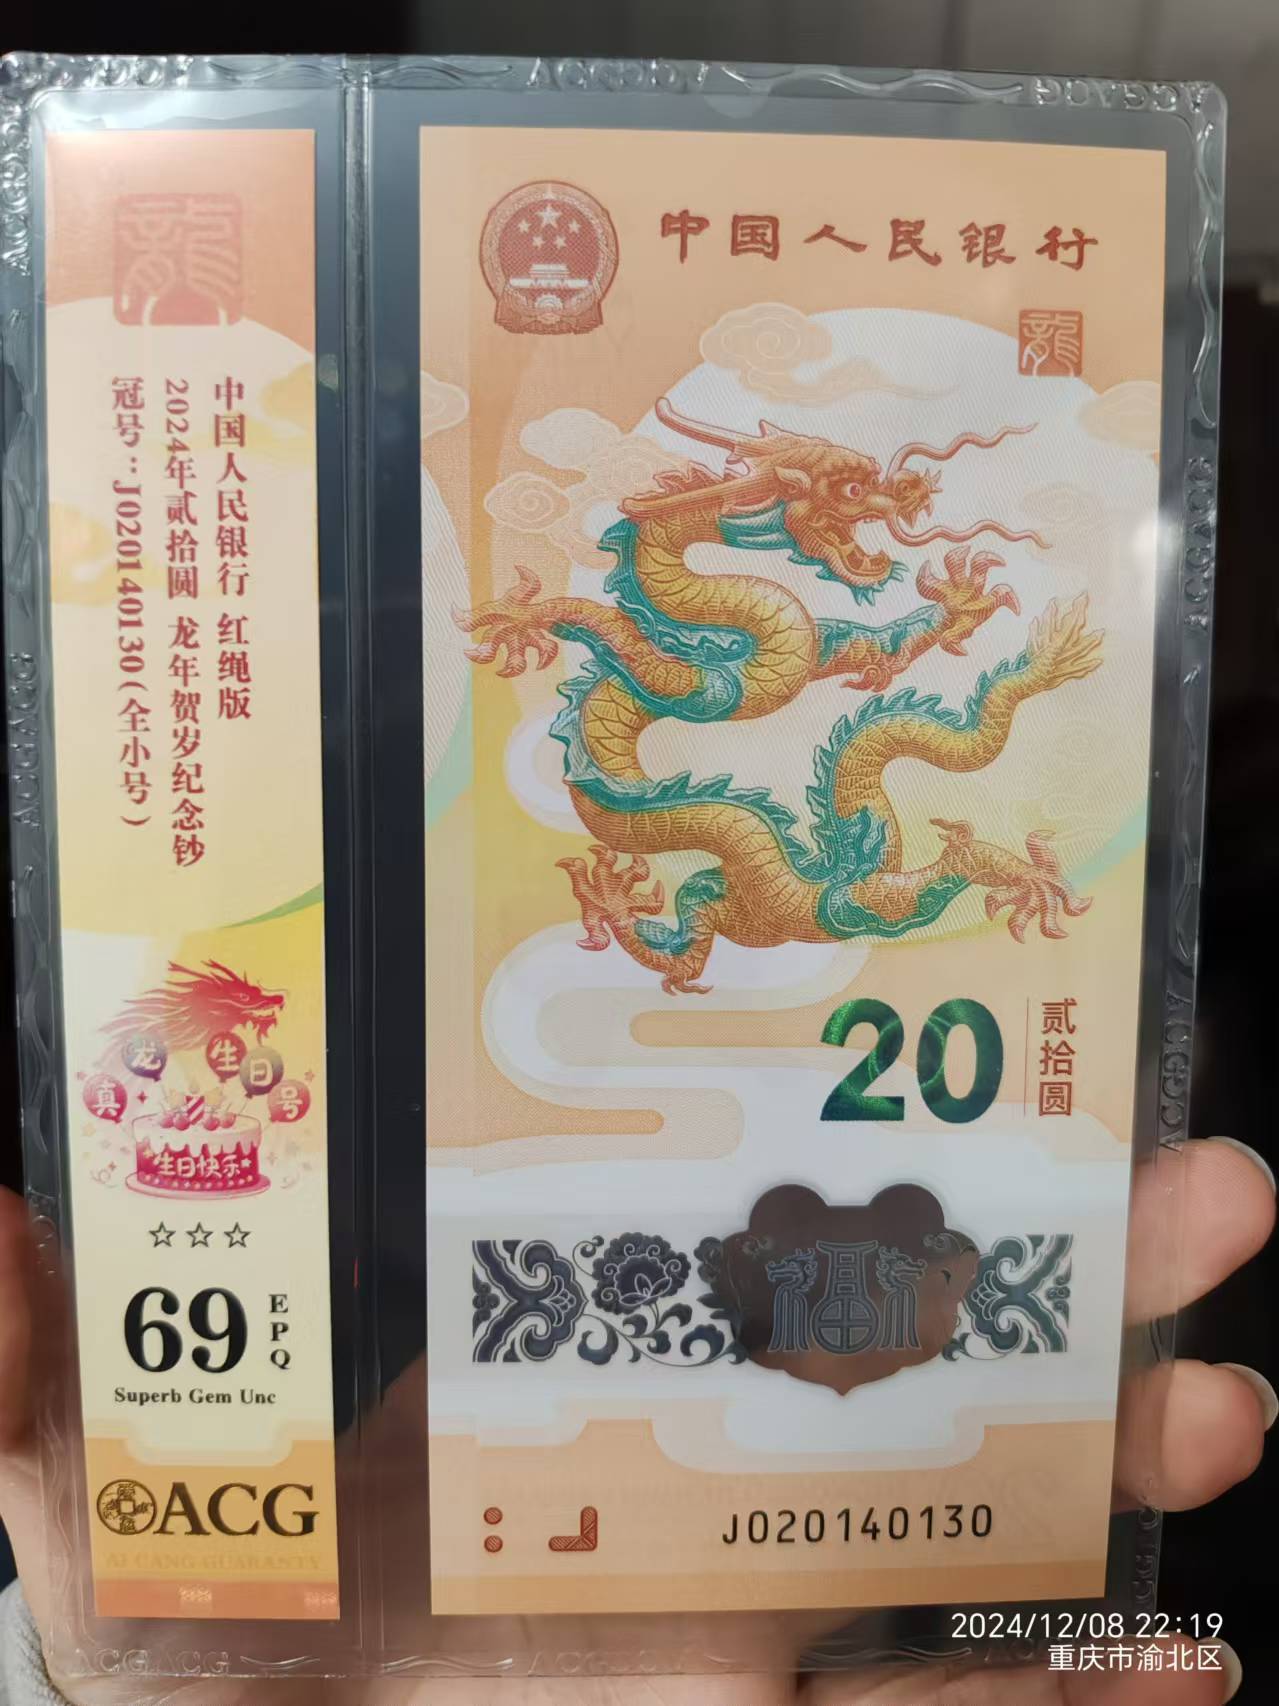 龍
中国人民银行 红绳版
2024年贰拾圆 龙年贺岁纪念钞
冠号：J020140130(全小号)
真龙生日号
生日快乐
☆☆☆
69
EPQ
Superb Gem Unc
ACG
AI CANG GUARANTY
中国人民银行
龍
20
贰拾圆
福
J020140130
2024/12/08 22:19
重庆市渝北区